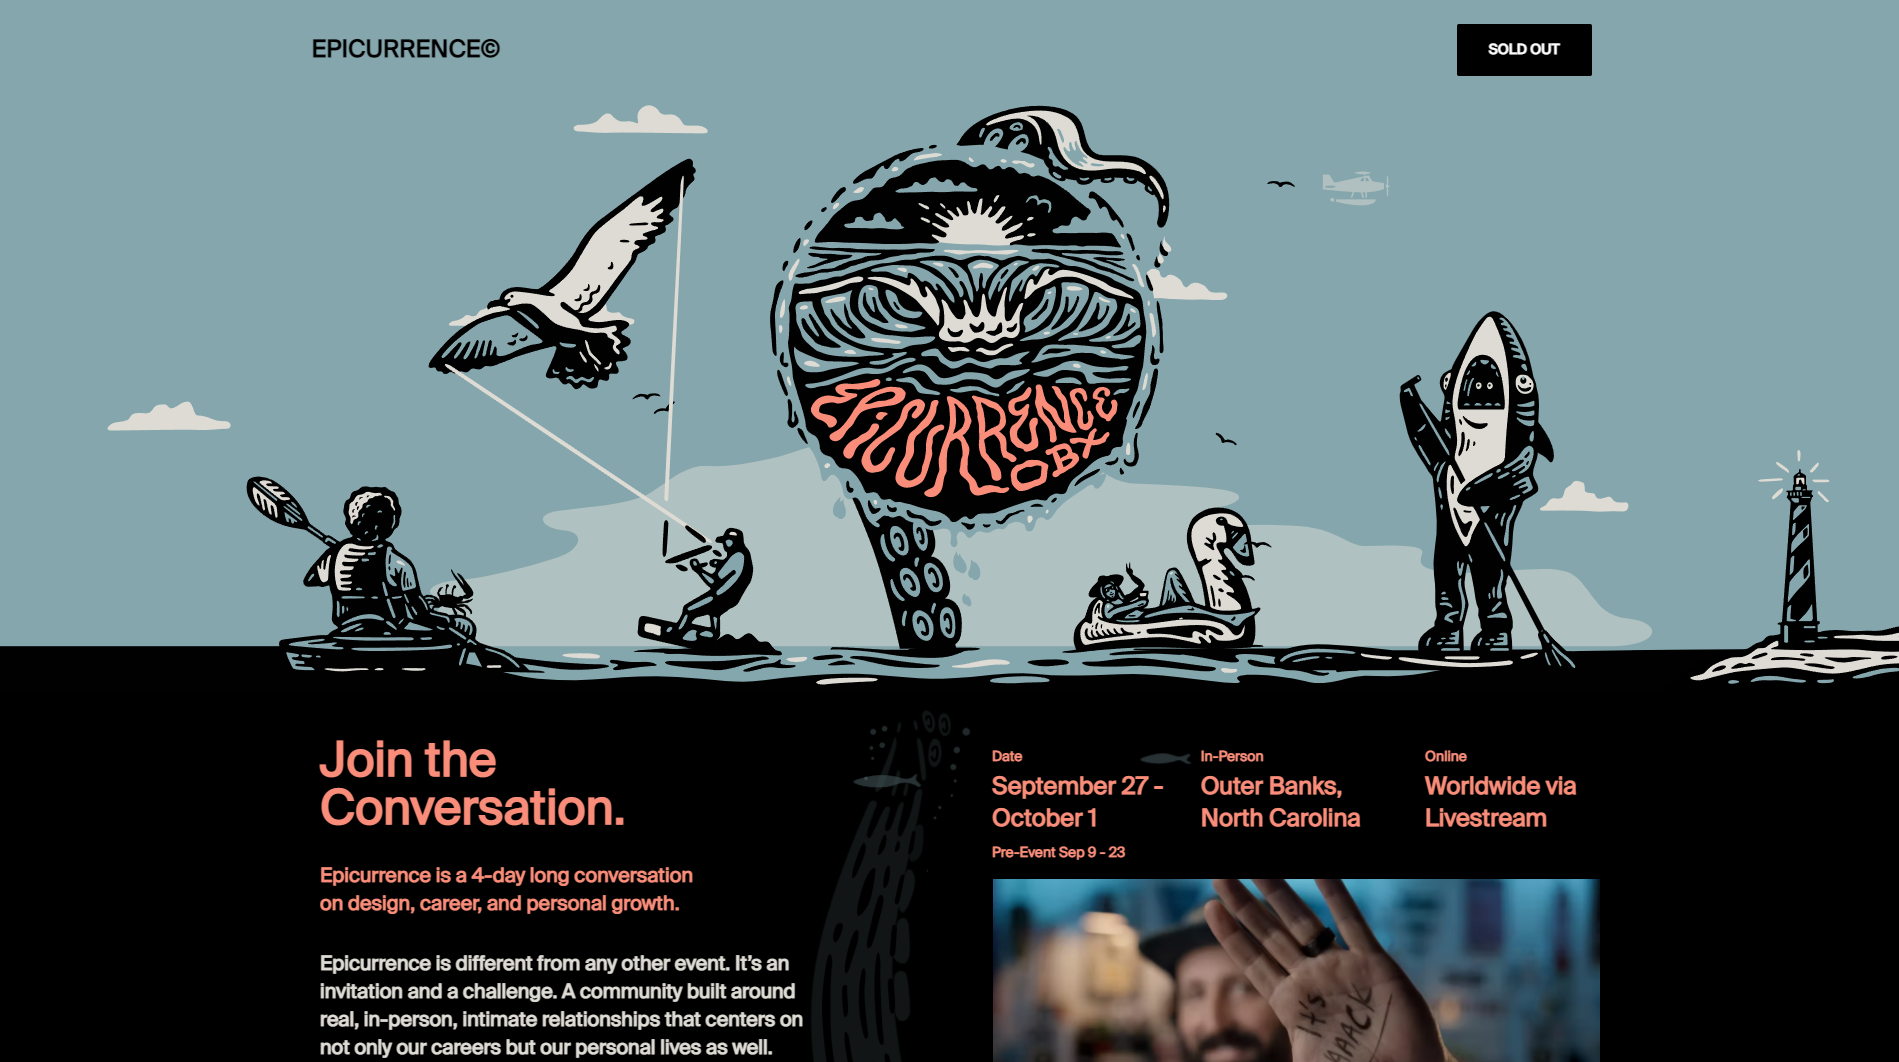 EPICURRENCE©
SOLD OUT
EPICURRENCE
OBX
Join the
Conversation.
Epicurrence is a 4-day long conversation
on design, career, and personal growth.
Epicurrence is different from any other event. It’s an
invitation and a challenge. A community built around
real, in-person, intimate relationships that centers on
not only our careers but our personal lives as well.
Date
September 27 -
October 1
Pre-Event Sep 9 - 23
In-Person
Outer Banks,
North Carolina
Online
Worldwide via
Livestream
It's